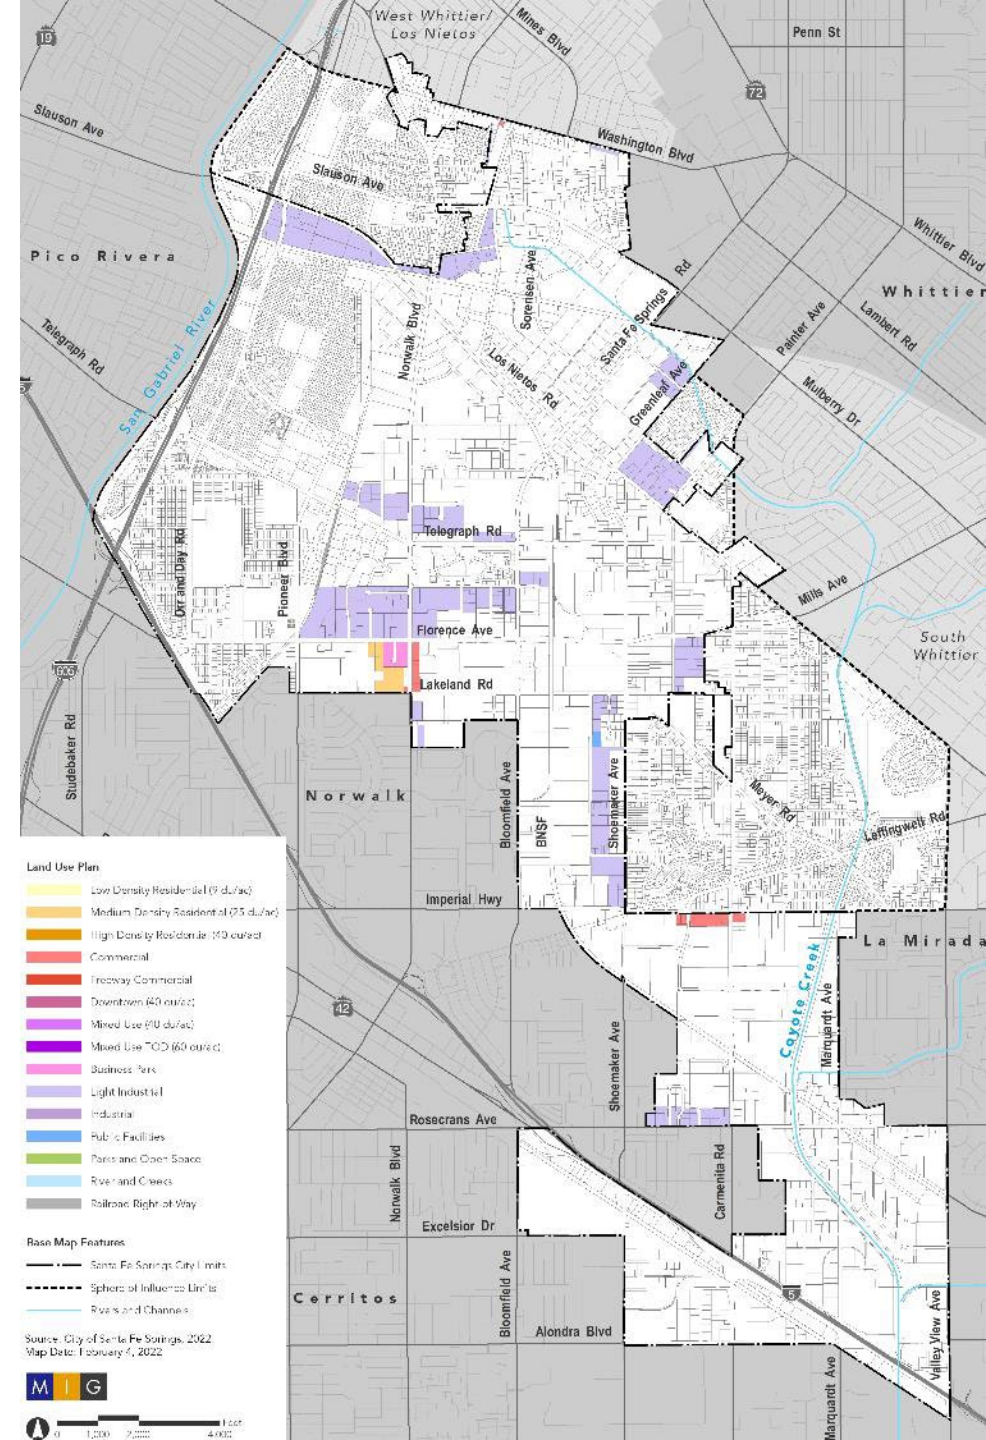 West Whittier/
Los Nietos
Mines Blvd
Penn St
19
72
Slauson Ave
Washington Blvd
Slauson Ave
Whittier Blvd
Pico Rivera
Whittier
Sorensen Ave
Santa Fe Springs Rd
Painter Ave
Lambert Rd
San Gabriel River
Telegraph Rd
Norwalk Blvd
Los Nietos Rd
Greenleaf Ave
Mulberry Dr
5
Telegraph Rd
Orr and Day Rd
Pioneer Blvd
Mills Ave
Florence Ave
South
Whittier
605
Lakeland Rd
Studebaker Rd
Norwalk
Bloomfield Ave
BNSF
Shoemaker Ave
Meyer Rd
Leffingwell Rd
Imperial Hwy
La Mirada
Coyote Creek
Marquardt Ave
42
Shoemaker Ave
Rosecrans Ave
Norwalk Blvd
Carmenita Rd
Excelsior Dr
Bloomfield Ave
Cerritos
5
Alondra Blvd
Valley View Ave
Marquardt Ave
Land Use Plan
Low Density Residential (9 du/ac)
Medium Density Residential (25 du/ac)
High Density Residential (40 du/ac)
Commercial
Freeway Commercial
Downtown (40 du/ac)
Mixed Use (40 du/ac)
Mixed Use TOD (60 du/ac)
Business Park
Light Industrial
Industrial
Public Facilities
Parks and Open Space
River and Creeks
Railroad Right-of-Way
Base Map Features
Santa Fe Springs City Limits
Sphere of Influence Limits
Rivers and Channels
Source: City of Santa Fe Springs, 2022
Map Date: February 4, 2022
M I G
0 1,000 2,000 4,000 Feet